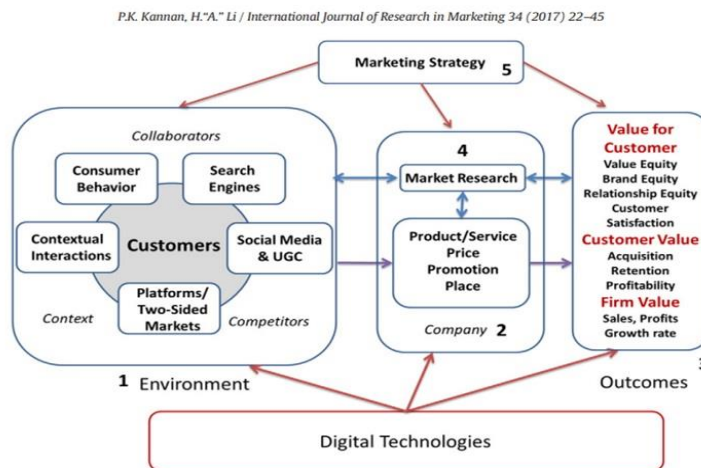 P.K. Kannan, H."A." Li / International Journal of Research in Marketing 34 (2017) 22–45
Marketing Strategy
5
Collaborators
Consumer
Behavior
Search
Engines
Contextual
Interactions
Customers
Social Media
& UGC
Platforms/
Two-Sided
Markets
Context
Competitors
1 Environment
4
Market Research
Product/Service
Price
Promotion
Place
Company 2
Value for
Customer
Value Equity
Brand Equity
Relationship Equity
Customer
Satisfaction
Customer Value
Acquisition
Retention
Profitability
Firm Value
Sales, Profits
Growth rate
Outcomes
Digital Technologies